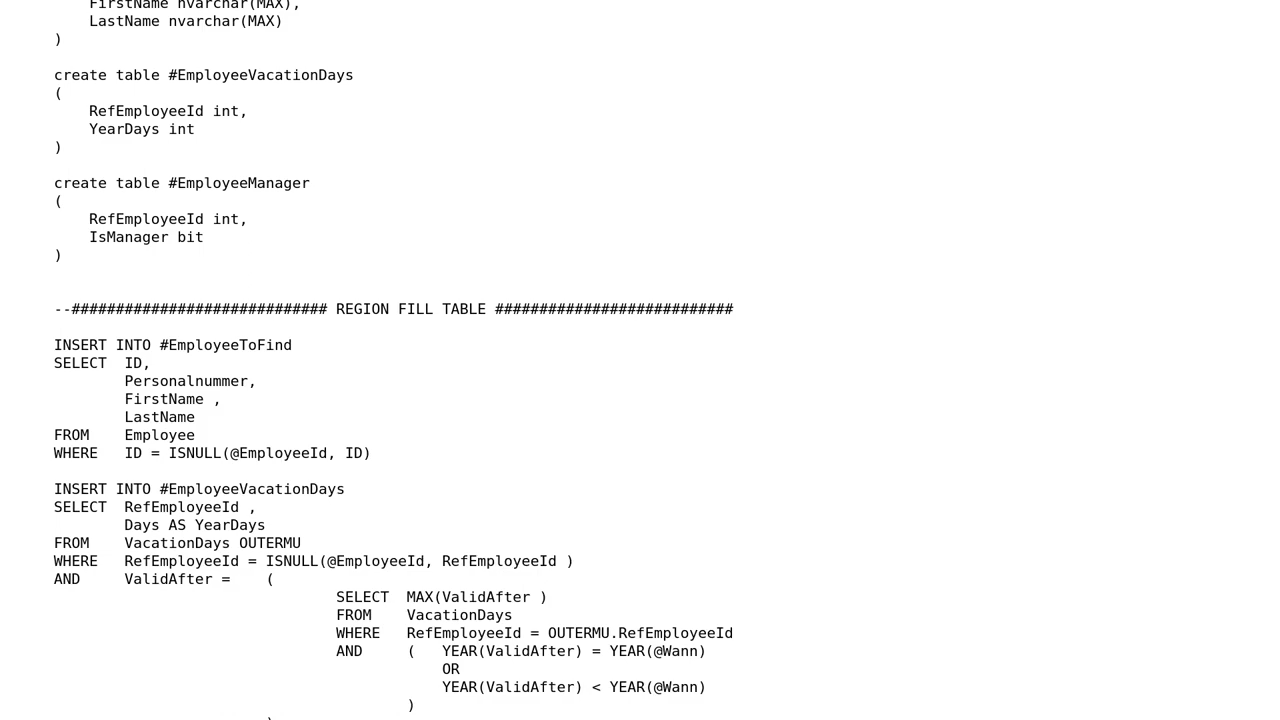 FirstName nvarchar(MAX),
LastName nvarchar(MAX)
)
create table #EmployeeVacationDays
(
RefEmployeeId int,
YearDays int
)
create table #EmployeeManager
(
RefEmployeeId int,
IsManager bit
)
--############################# REGION FILL TABLE ###########################
INSERT INTO #EmployeeToFind
SELECT  ID,
Personalnummer,
FirstName ,
LastName
FROM    Employee
WHERE   ID = ISNULL(@EmployeeId, ID)
INSERT INTO #EmployeeVacationDays
SELECT  RefEmployeeId ,
Days AS YearDays
FROM    VacationDays OUTERMU
WHERE   RefEmployeeId = ISNULL(@EmployeeId, RefEmployeeId )
AND     ValidAfter =    (
SELECT  MAX(ValidAfter )
FROM    VacationDays
WHERE   RefEmployeeId = OUTERMU.RefEmployeeId
AND     (   YEAR(ValidAfter) = YEAR(@Wann)
OR
YEAR(ValidAfter) < YEAR(@Wann)
)
)